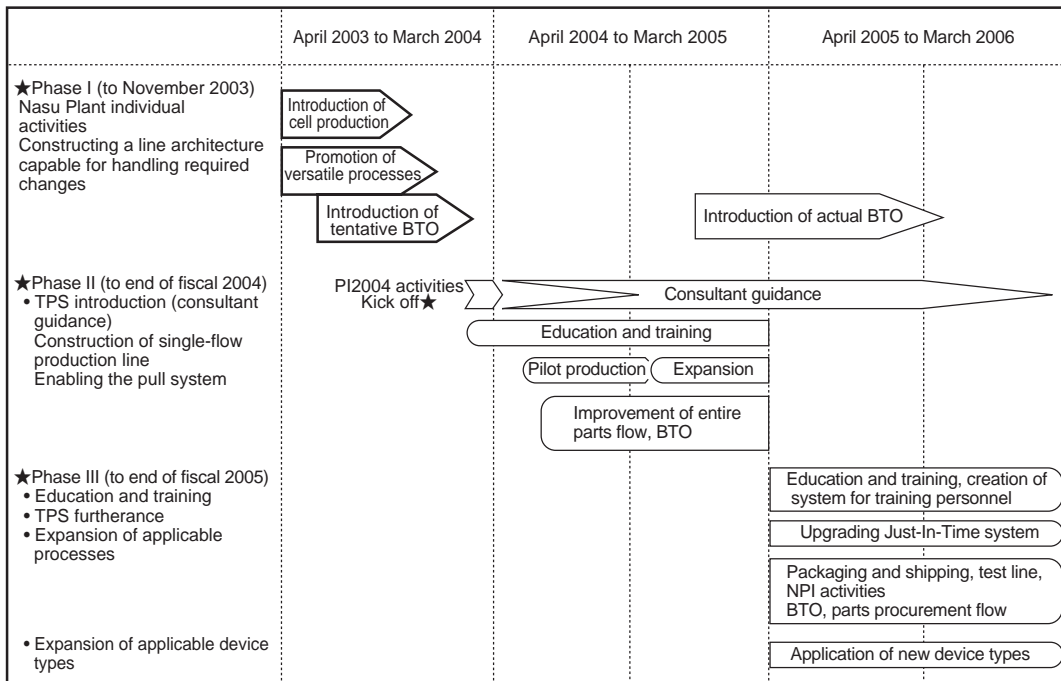 April 2003 to March 2004
April 2004 to March 2005
April 2005 to March 2006
★Phase I (to November 2003)
Nasu Plant individual
activities
Constructing a line architecture
capable for handling required
changes
Introduction of
cell production
Promotion of
versatile processes
Introduction of
tentative BTO
Introduction of actual BTO
★Phase II (to end of fiscal 2004)
• TPS introduction (consultant
guidance)
Construction of single-flow
production line
Enabling the pull system
PI2004 activities
Kick off★
Consultant guidance
Education and training
Pilot production
Expansion
Improvement of entire
parts flow, BTO
★Phase III (to end of fiscal 2005)
• Education and training
• TPS furtherance
• Expansion of applicable
processes
Education and training, creation of
system for training personnel
Upgrading Just-In-Time system
Packaging and shipping, test line,
NPI activities
BTO, parts procurement flow
• Expansion of applicable device
types
Application of new device types